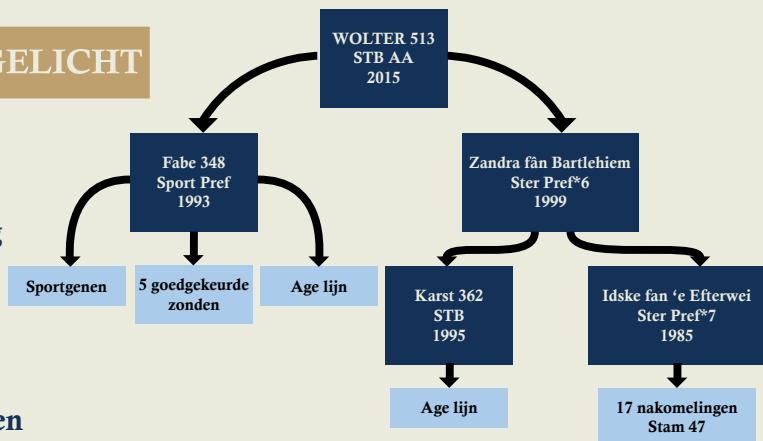 GELICHT
WOLTER 513
STB AA
2015
Fabe 348
Sport Pref
1993
Zandra fân Bartlehiem
Ster Pref*6
1999
Sportgenen
5 goedgekeurde
zonden
Age lijn
Karst 362
STB
1995
Idske fan ‘e Efterwei
Ster Pref*7
1985
Age lijn
17 nakomelingen
Stam 47
en